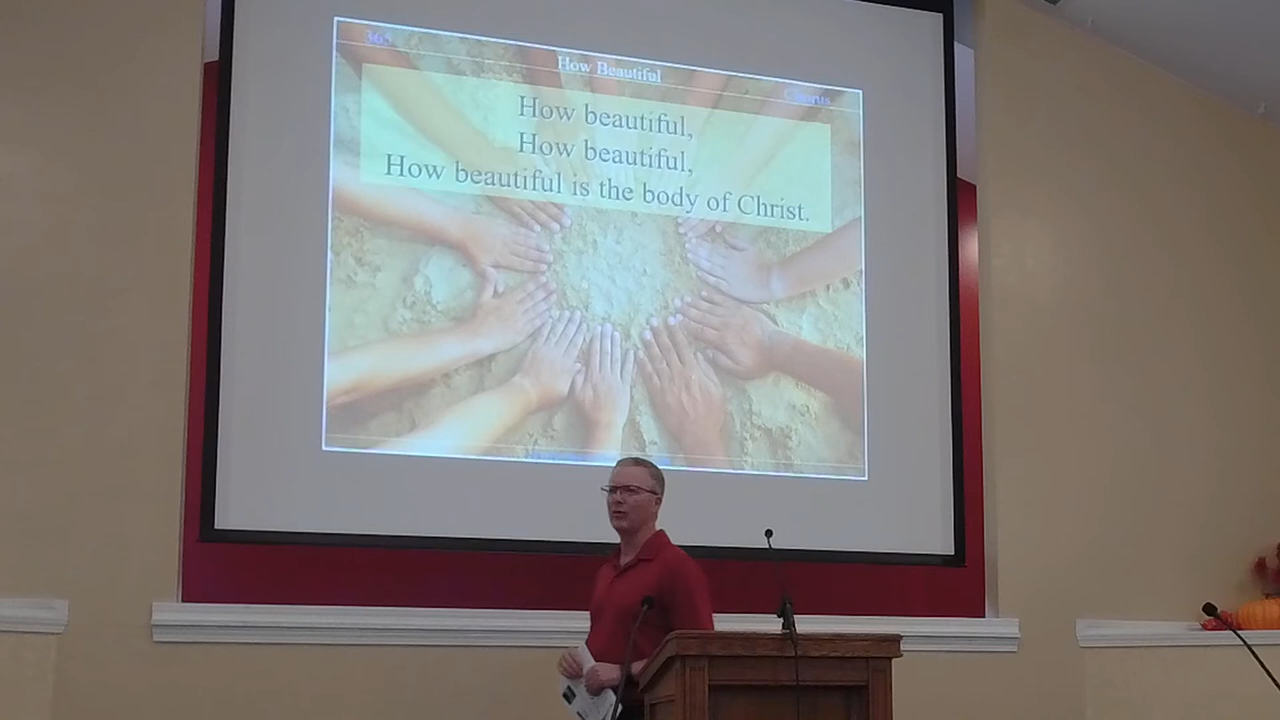 365
How Beautiful
Chorus
How beautiful,
How beautiful,
How beautiful is the body of Christ.